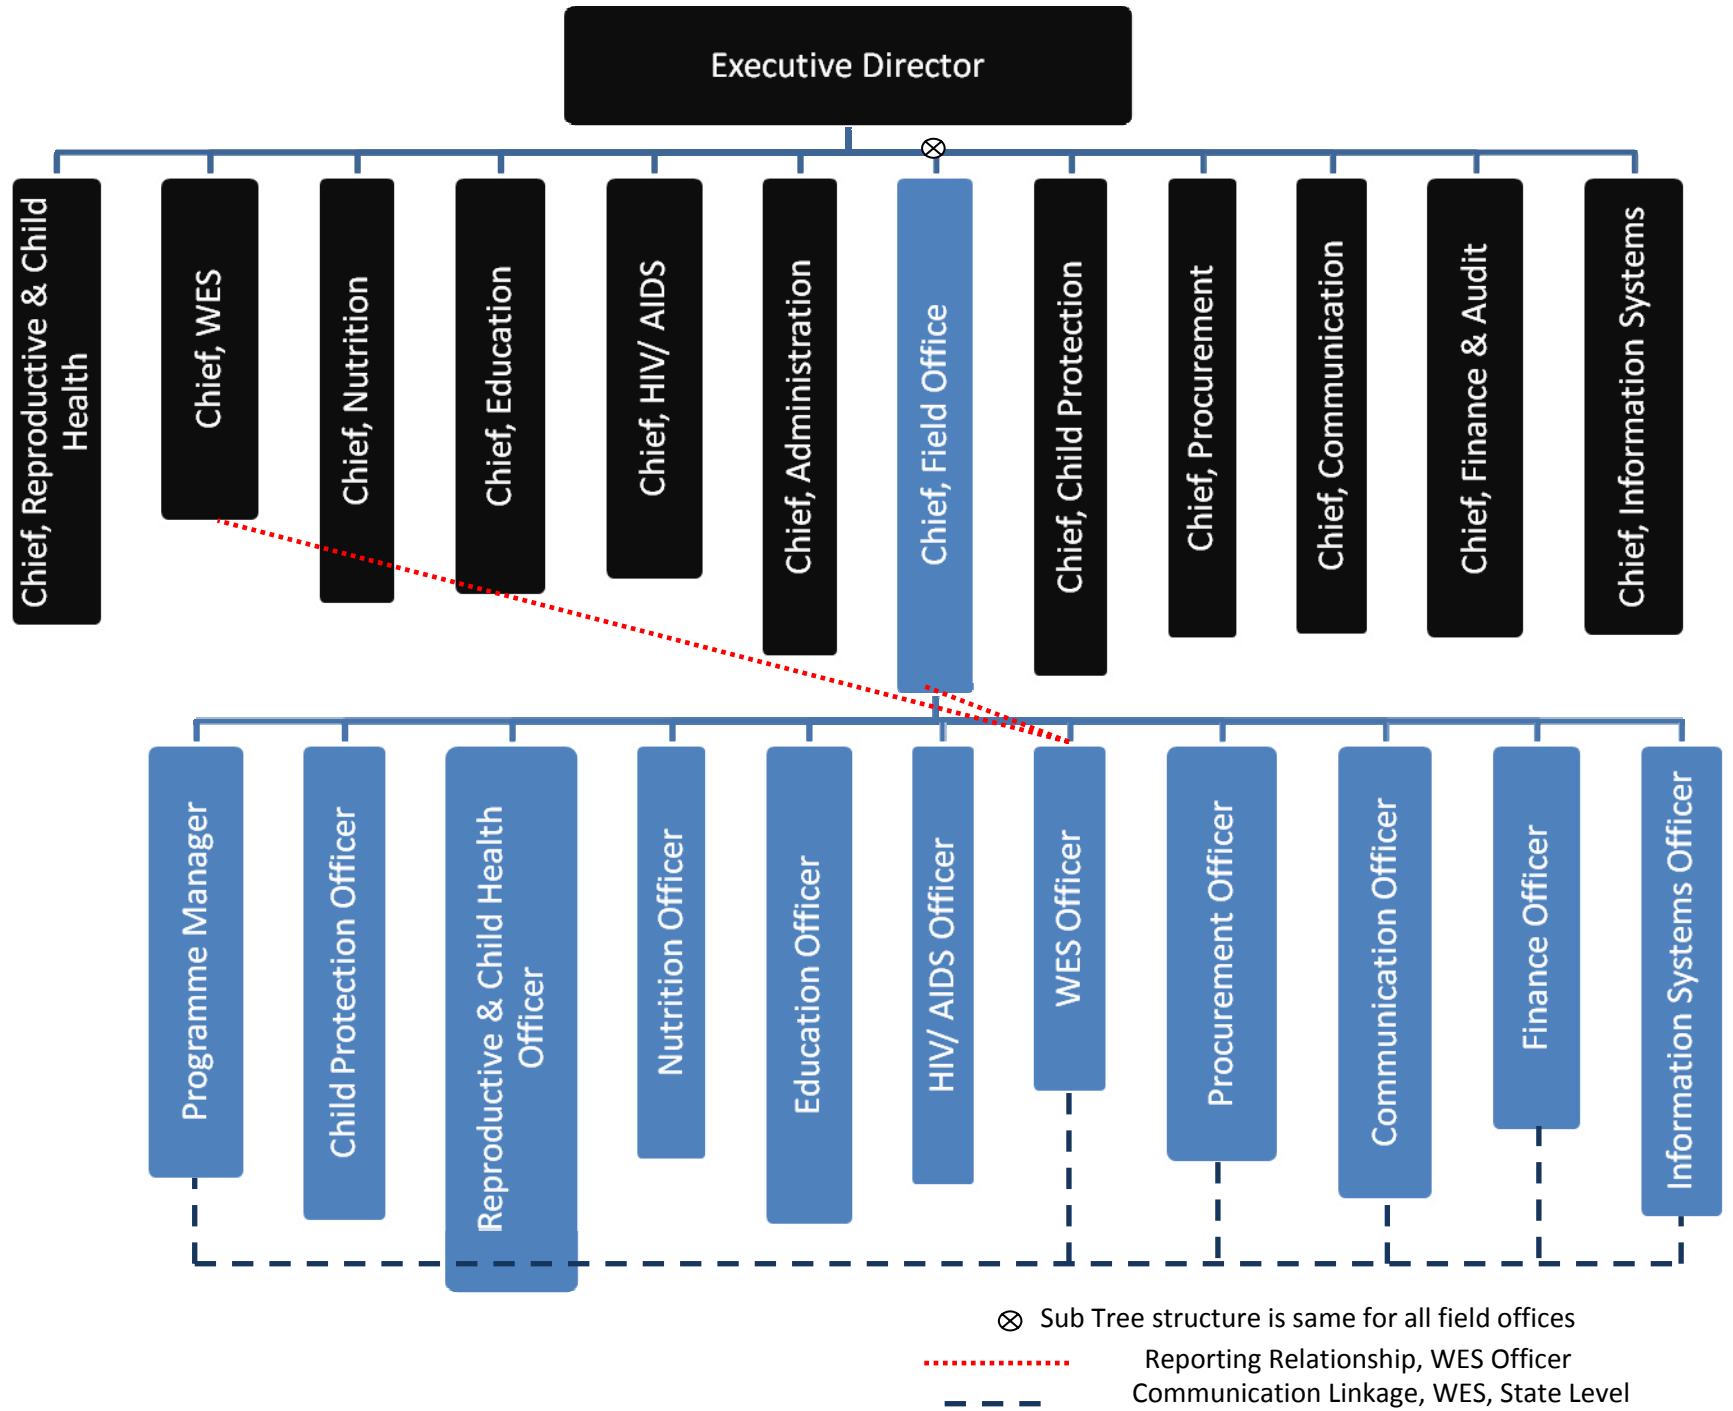 Executive Director
Chief, Reproductive & Child
Health
Chief, WES
Chief, Nutrition
Chief, Education
Chief, HIV/ AIDS
Chief, Administration
Chief, Field Office
Chief, Child Protection
Chief, Procurement
Chief, Communication
Chief, Finance & Audit
Chief, Information Systems
Programme Manager
Child Protection Officer
Reproductive & Child Health
Officer
Nutrition Officer
Education Officer
HIV/ AIDS Officer
WES Officer
Procurement Officer
Communication Officer
Finance Officer
Information Systems Officer
Sub Tree structure is same for all field offices
Reporting Relationship, WES Officer
Communication Linkage, WES, State Level